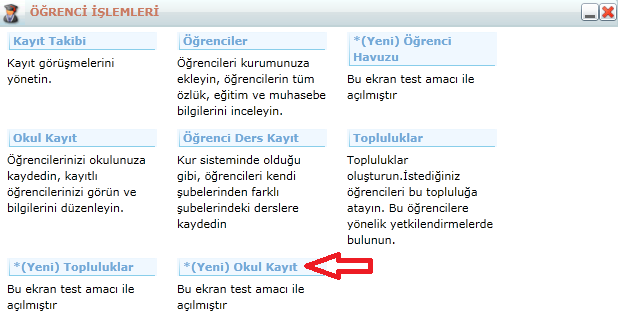 ÖĞRENCİ İŞLEMLERİ
Kayıt Takibi
Kayıt görüşmelerini
yönetin.
Öğrenciler
Öğrencileri kurumunuza
ekleyin, öğrencilerin tüm
özlük, eğitim ve muhasebe
bilgilerini inceleyin.
*(Yeni) Öğrenci
Havuzu
Bu ekran test amacı ile
açılmıştır
Okul Kayıt
Öğrencilerinizi okulunuza
kaydedin, kayıtlı
öğrencilerinizi görün ve
bilgilerini düzenleyin.
Öğrenci Ders Kayıt
Kur sisteminde olduğu
gibi, öğrencileri kendi
şubelerinden farklı
şubelerindeki derslere
kaydedin
Topluluklar
Topluluklar
oluşturun.İstediğiniz
öğrencileri bu topluluğa
atayın. Bu öğrencilere
yönelik yetkilendirmelerde
bulunun.
*(Yeni) Topluluklar
Bu ekran test amacı ile
açılmıştır
*(Yeni) Okul Kayıt
Bu ekran test amacı ile
açılmıştır